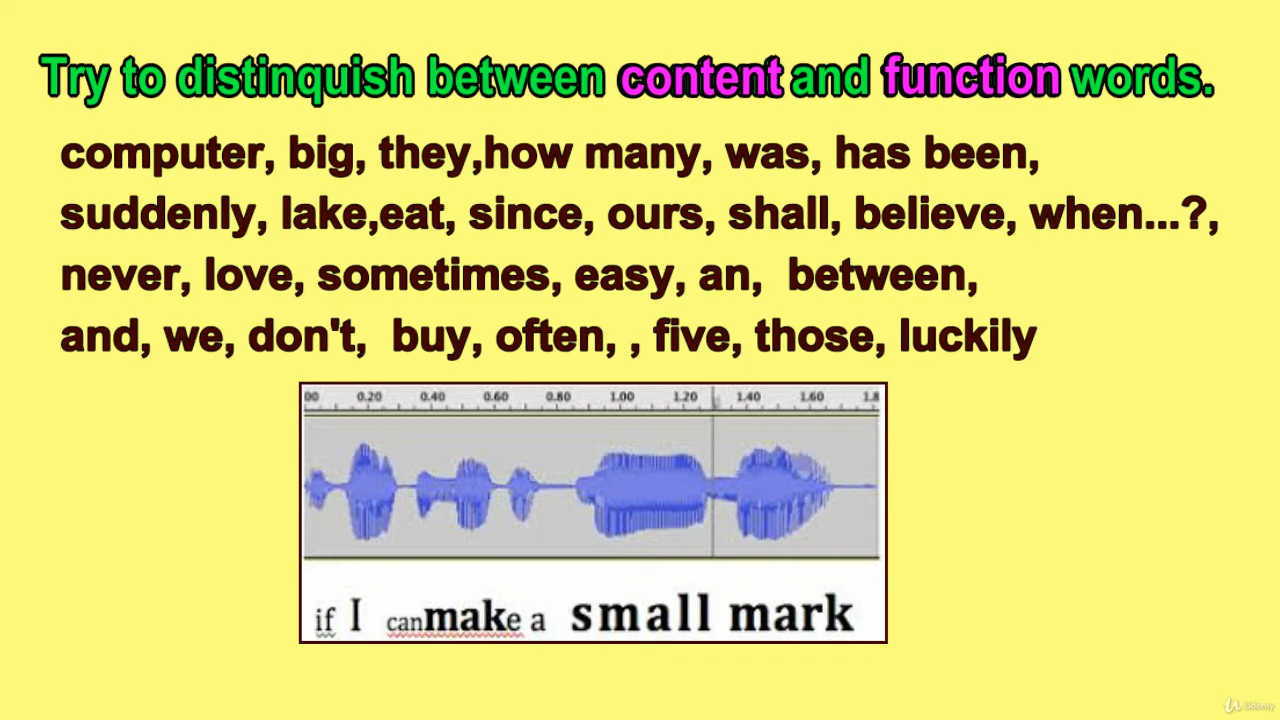 Try to distinquish between content and function words.
computer, big, they,how many, was, has been,
suddenly, lake,eat, since, ours, shall, believe, when...?,
never, love, sometimes, easy, an, between,
and, we, don't, buy, often, , five, those, luckily
00 0.20 0.40 0.60 0.80 1.00 1.20 1.40 1.60 1.8
if I canmake a small mark
Udemy